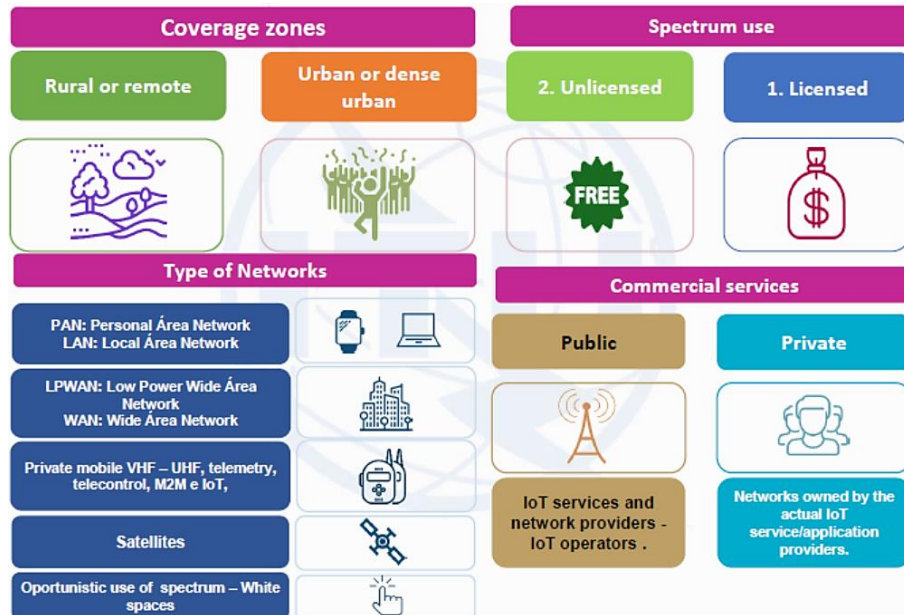 Coverage zones
Rural or remote
Urban or dense
urban
Spectrum use
2. Unlicensed
1. Licensed
FREE
$
Type of Networks
PAN: Personal Área Network
LAN: Local Área Network
LPWAN: Low Power Wide Área
Network
WAN: Wide Área Network
Private mobile VHF – UHF, telemetry,
telecontrol, M2M e IoT,
Satellites
Oportunistic use of spectrum – White
spaces
Commercial services
Public
Private
IoT services and
network providers -
IoT operators .
Networks owned by the
actual IoT
service/application
providers.